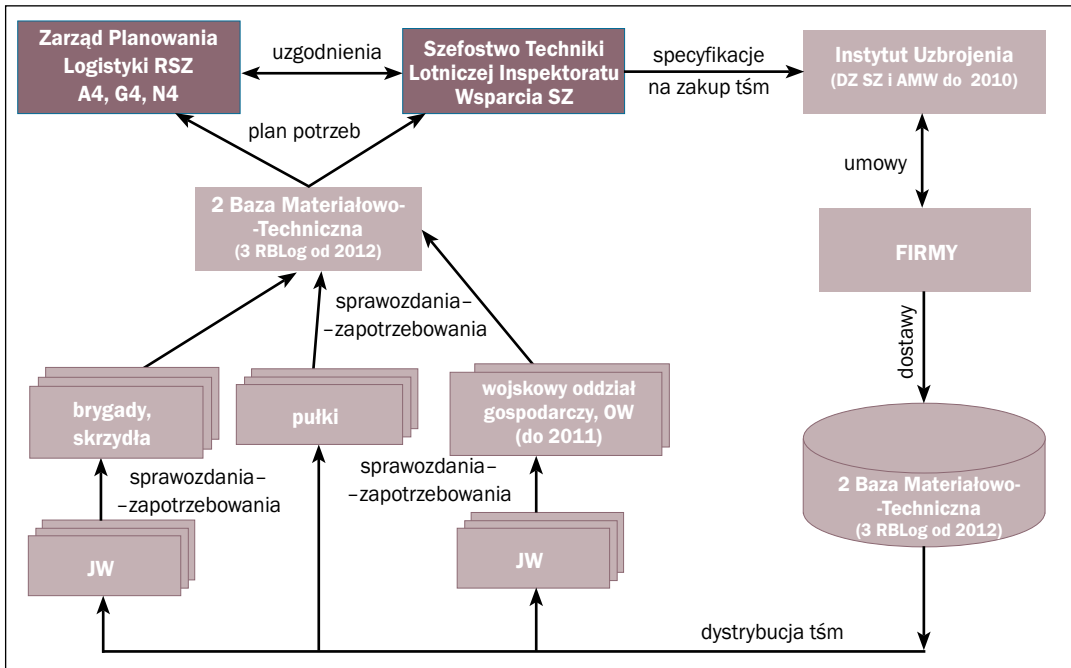 Zarząd Planowania
Logistyki RSZ
A4, G4, N4
uzgodnienia
Szefostwo Techniki
Lotniczej Inspektoratu
Wsparcia SZ
specyfikacje
na zakup tśm
Instytut Uzbrojenia
(DZ SZ i AMW do 2010)
plan potrzeb
umowy
2 Baza Materiałowo-
-Techniczna
(3 RBLog od 2012)
FIRMY
sprawozdania–
–zapotrzebowania
dostawy
brygady,
skrzydła
pułki
wojskowy oddział
gospodarczy, OW
(do 2011)
sprawozdania–
–zapotrzebowania
sprawozdania–
–zapotrzebowania
2 Baza Materiałowo-
-Techniczna
(3 RBLog od 2012)
JW
JW
dystrybucja tśm